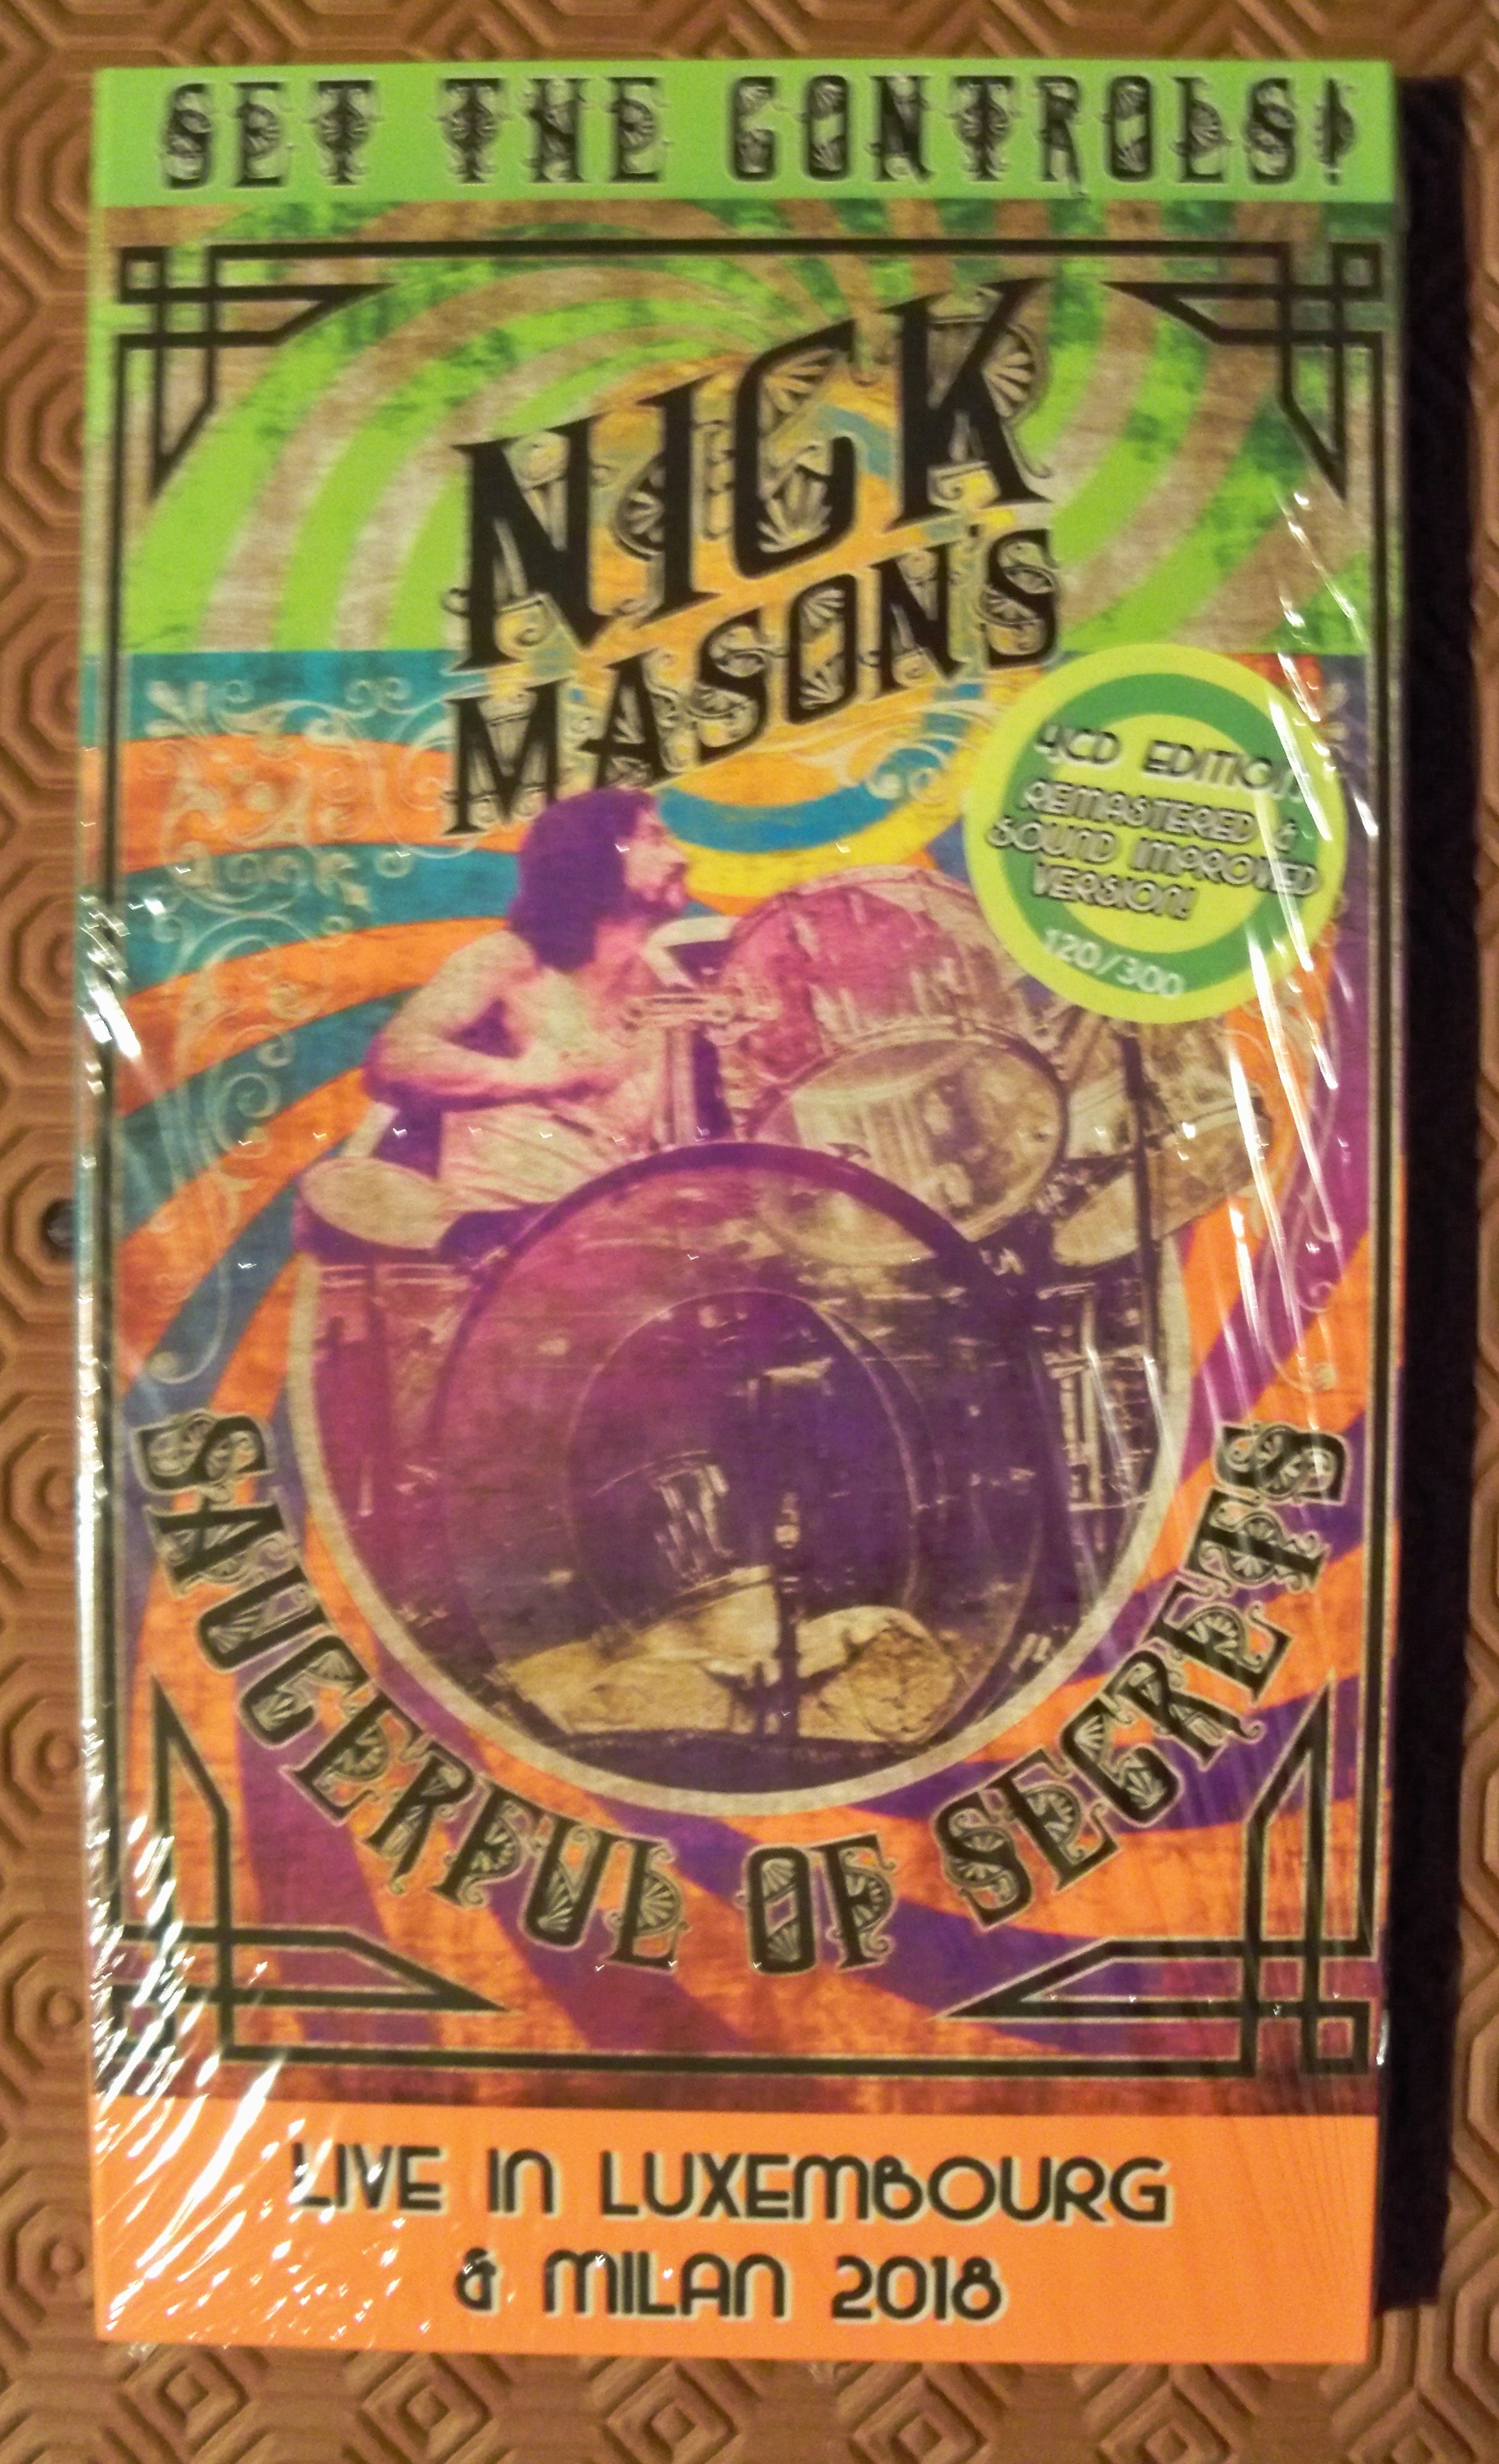 SET THE CONTROLS!
NICK
MASON'S
4CD EDITION
REMASTERED &
SOUND IMPROVED
VERSION!
120/300
SAUCERFUL OF SECRETS
LIVE IN LUXEMBOURG
& MILAN 2018